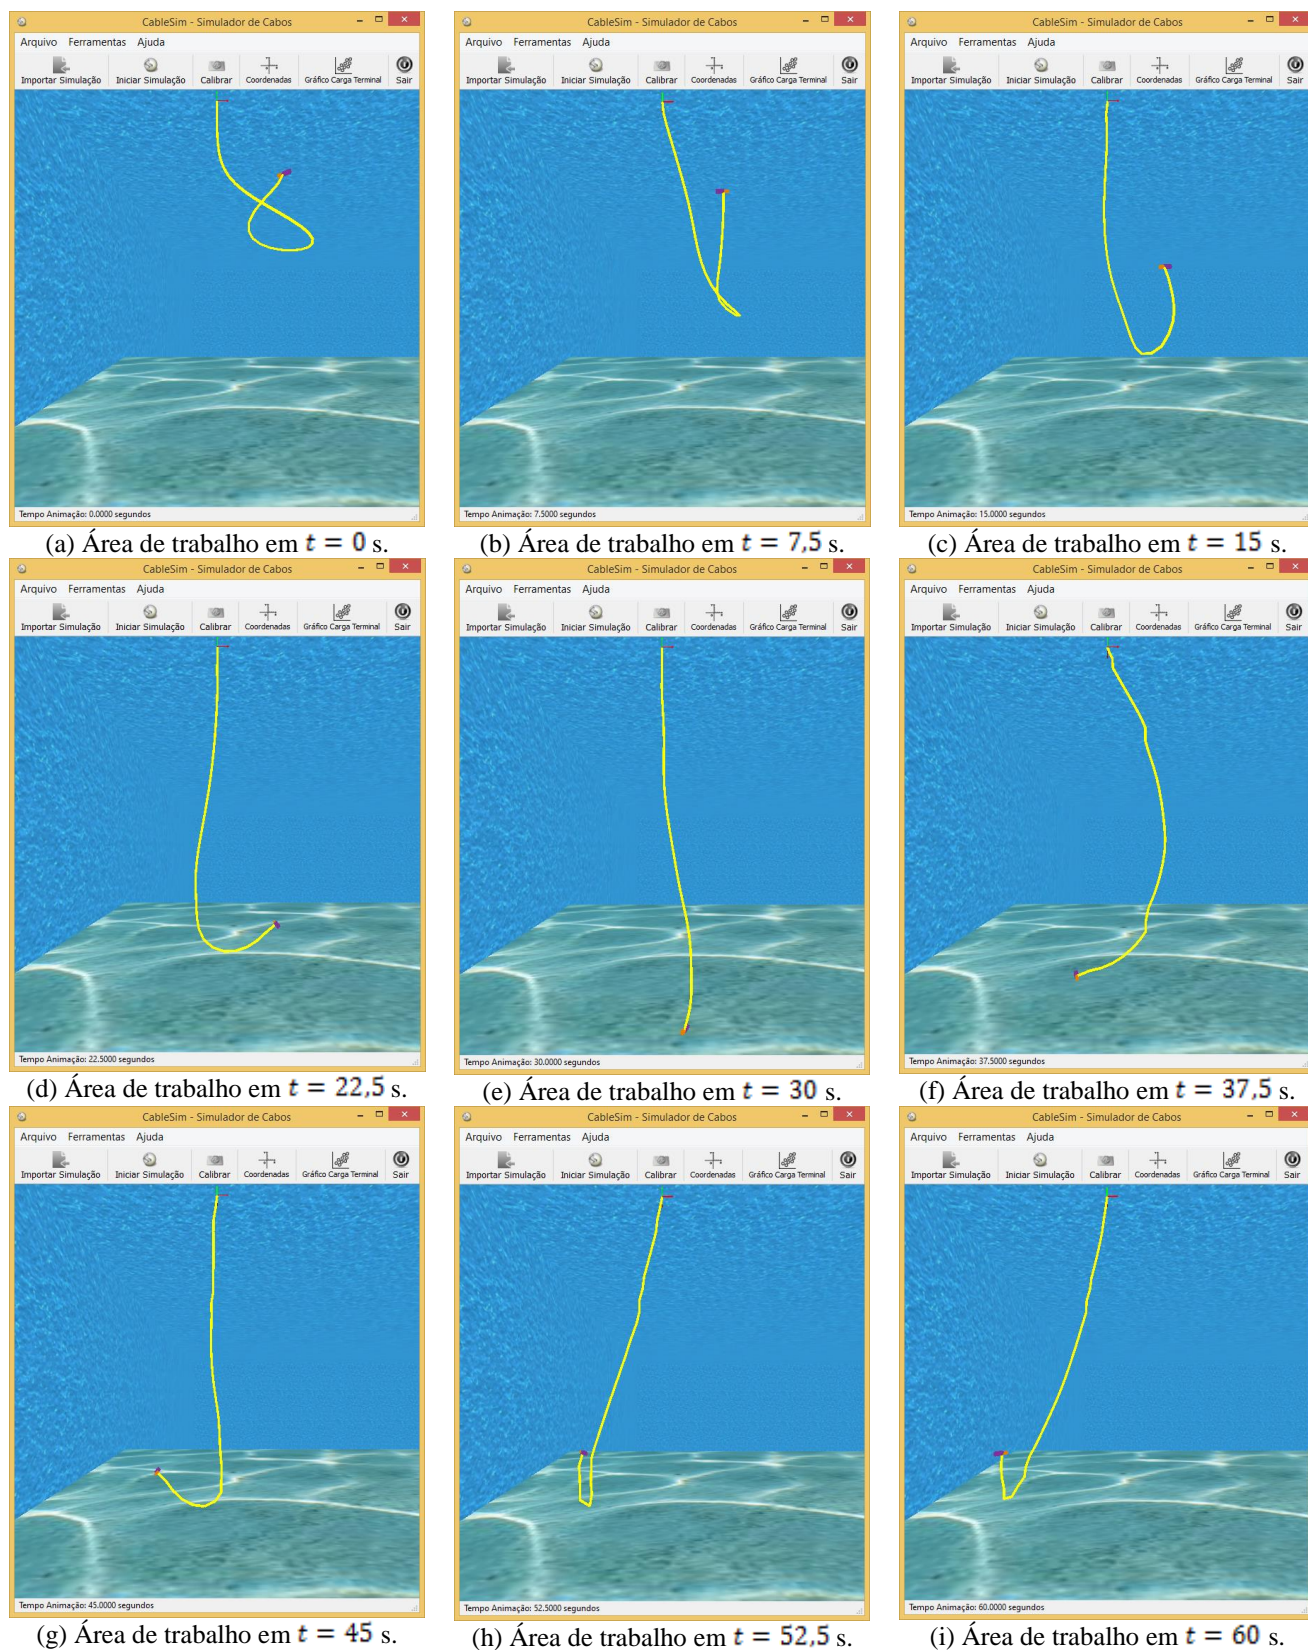 CableSim - Simulador de Cabos
Arquivo Ferramentas Ajuda
Importar Simulação Iniciar Simulação Calibrar Coordenadas Gráfico Carga Terminal Sair
Tempo Animação: 0.0000 segundos
(a) Área de trabalho em t = 0 s.
CableSim - Simulador de Cabos
Arquivo Ferramentas Ajuda
Importar Simulação Iniciar Simulação Calibrar Coordenadas Gráfico Carga Terminal Sair
Tempo Animação: 7.5000 segundos
(b) Área de trabalho em t = 7,5 s.
CableSim - Simulador de Cabos
Arquivo Ferramentas Ajuda
Importar Simulação Iniciar Simulação Calibrar Coordenadas Gráfico Carga Terminal Sair
Tempo Animação: 15.0000 segundos
(c) Área de trabalho em t = 15 s.
CableSim - Simulador de Cabos
Arquivo Ferramentas Ajuda
Importar Simulação Iniciar Simulação Calibrar Coordenadas Gráfico Carga Terminal Sair
Tempo Animação: 22.5000 segundos
(d) Área de trabalho em t = 22,5 s.
CableSim - Simulador de Cabos
Arquivo Ferramentas Ajuda
Importar Simulação Iniciar Simulação Calibrar Coordenadas Gráfico Carga Terminal Sair
Tempo Animação: 30.0000 segundos
(e) Área de trabalho em t = 30 s.
CableSim - Simulador de Cabos
Arquivo Ferramentas Ajuda
Importar Simulação Iniciar Simulação Calibrar Coordenadas Gráfico Carga Terminal Sair
Tempo Animação: 37.5000 segundos
(f) Área de trabalho em t = 37,5 s.
CableSim - Simulador de Cabos
Arquivo Ferramentas Ajuda
Importar Simulação Iniciar Simulação Calibrar Coordenadas Gráfico Carga Terminal Sair
Tempo Animação: 45.0000 segundos
(g) Área de trabalho em t = 45 s.
CableSim - Simulador de Cabos
Arquivo Ferramentas Ajuda
Importar Simulação Iniciar Simulação Calibrar Coordenadas Gráfico Carga Terminal Sair
Tempo Animação: 52.5000 segundos
(h) Área de trabalho em t = 52,5 s.
CableSim - Simulador de Cabos
Arquivo Ferramentas Ajuda
Importar Simulação Iniciar Simulação Calibrar Coordenadas Gráfico Carga Terminal Sair
Tempo Animação: 60.0000 segundos
(i) Área de trabalho em t = 60 s.